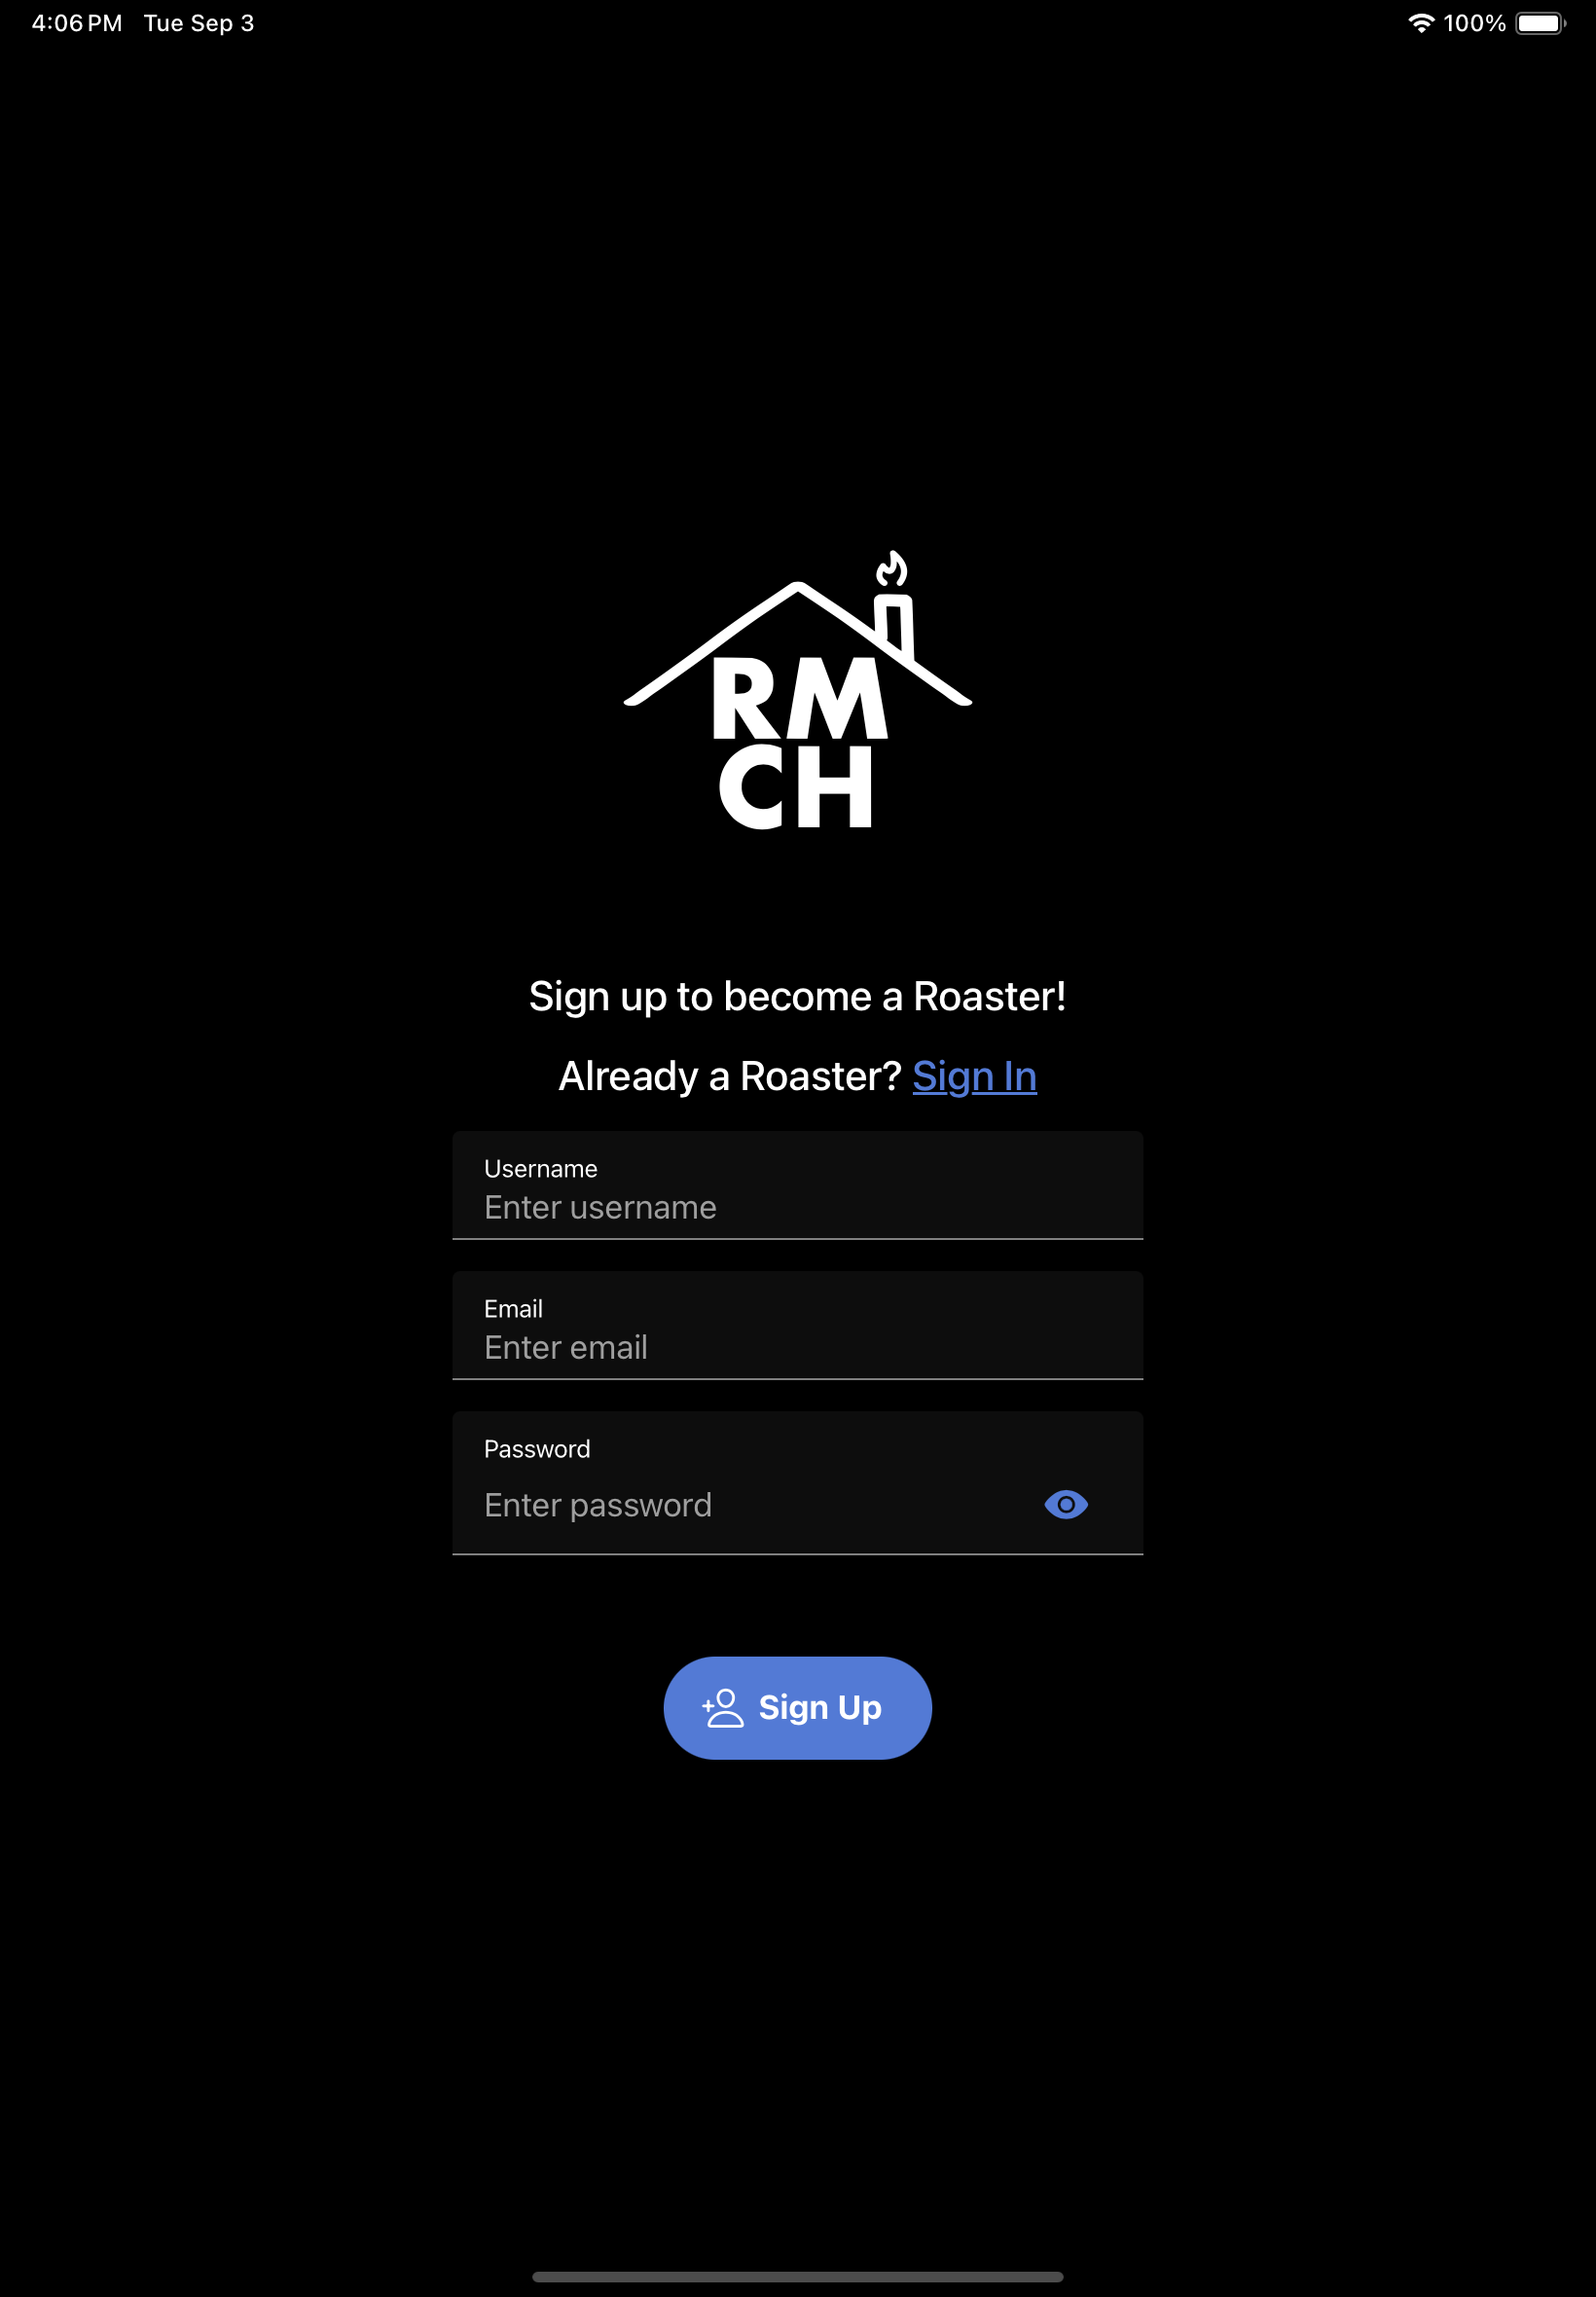 4:06 PM Tue Sep 3 100%
RM
CH
Sign up to become a Roaster!
Already a Roaster? Sign In
Username
Enter username
Email
Enter email
Password
Enter password
Sign Up